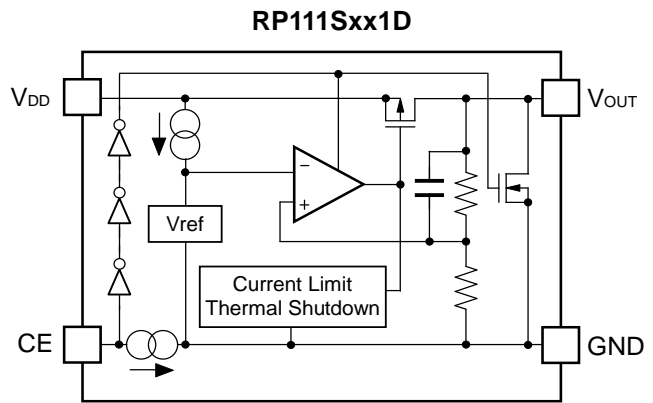 RP111Sxx1D
VDD
VOUT
−
+
Vref
Current Limit
Thermal Shutdown
CE
GND